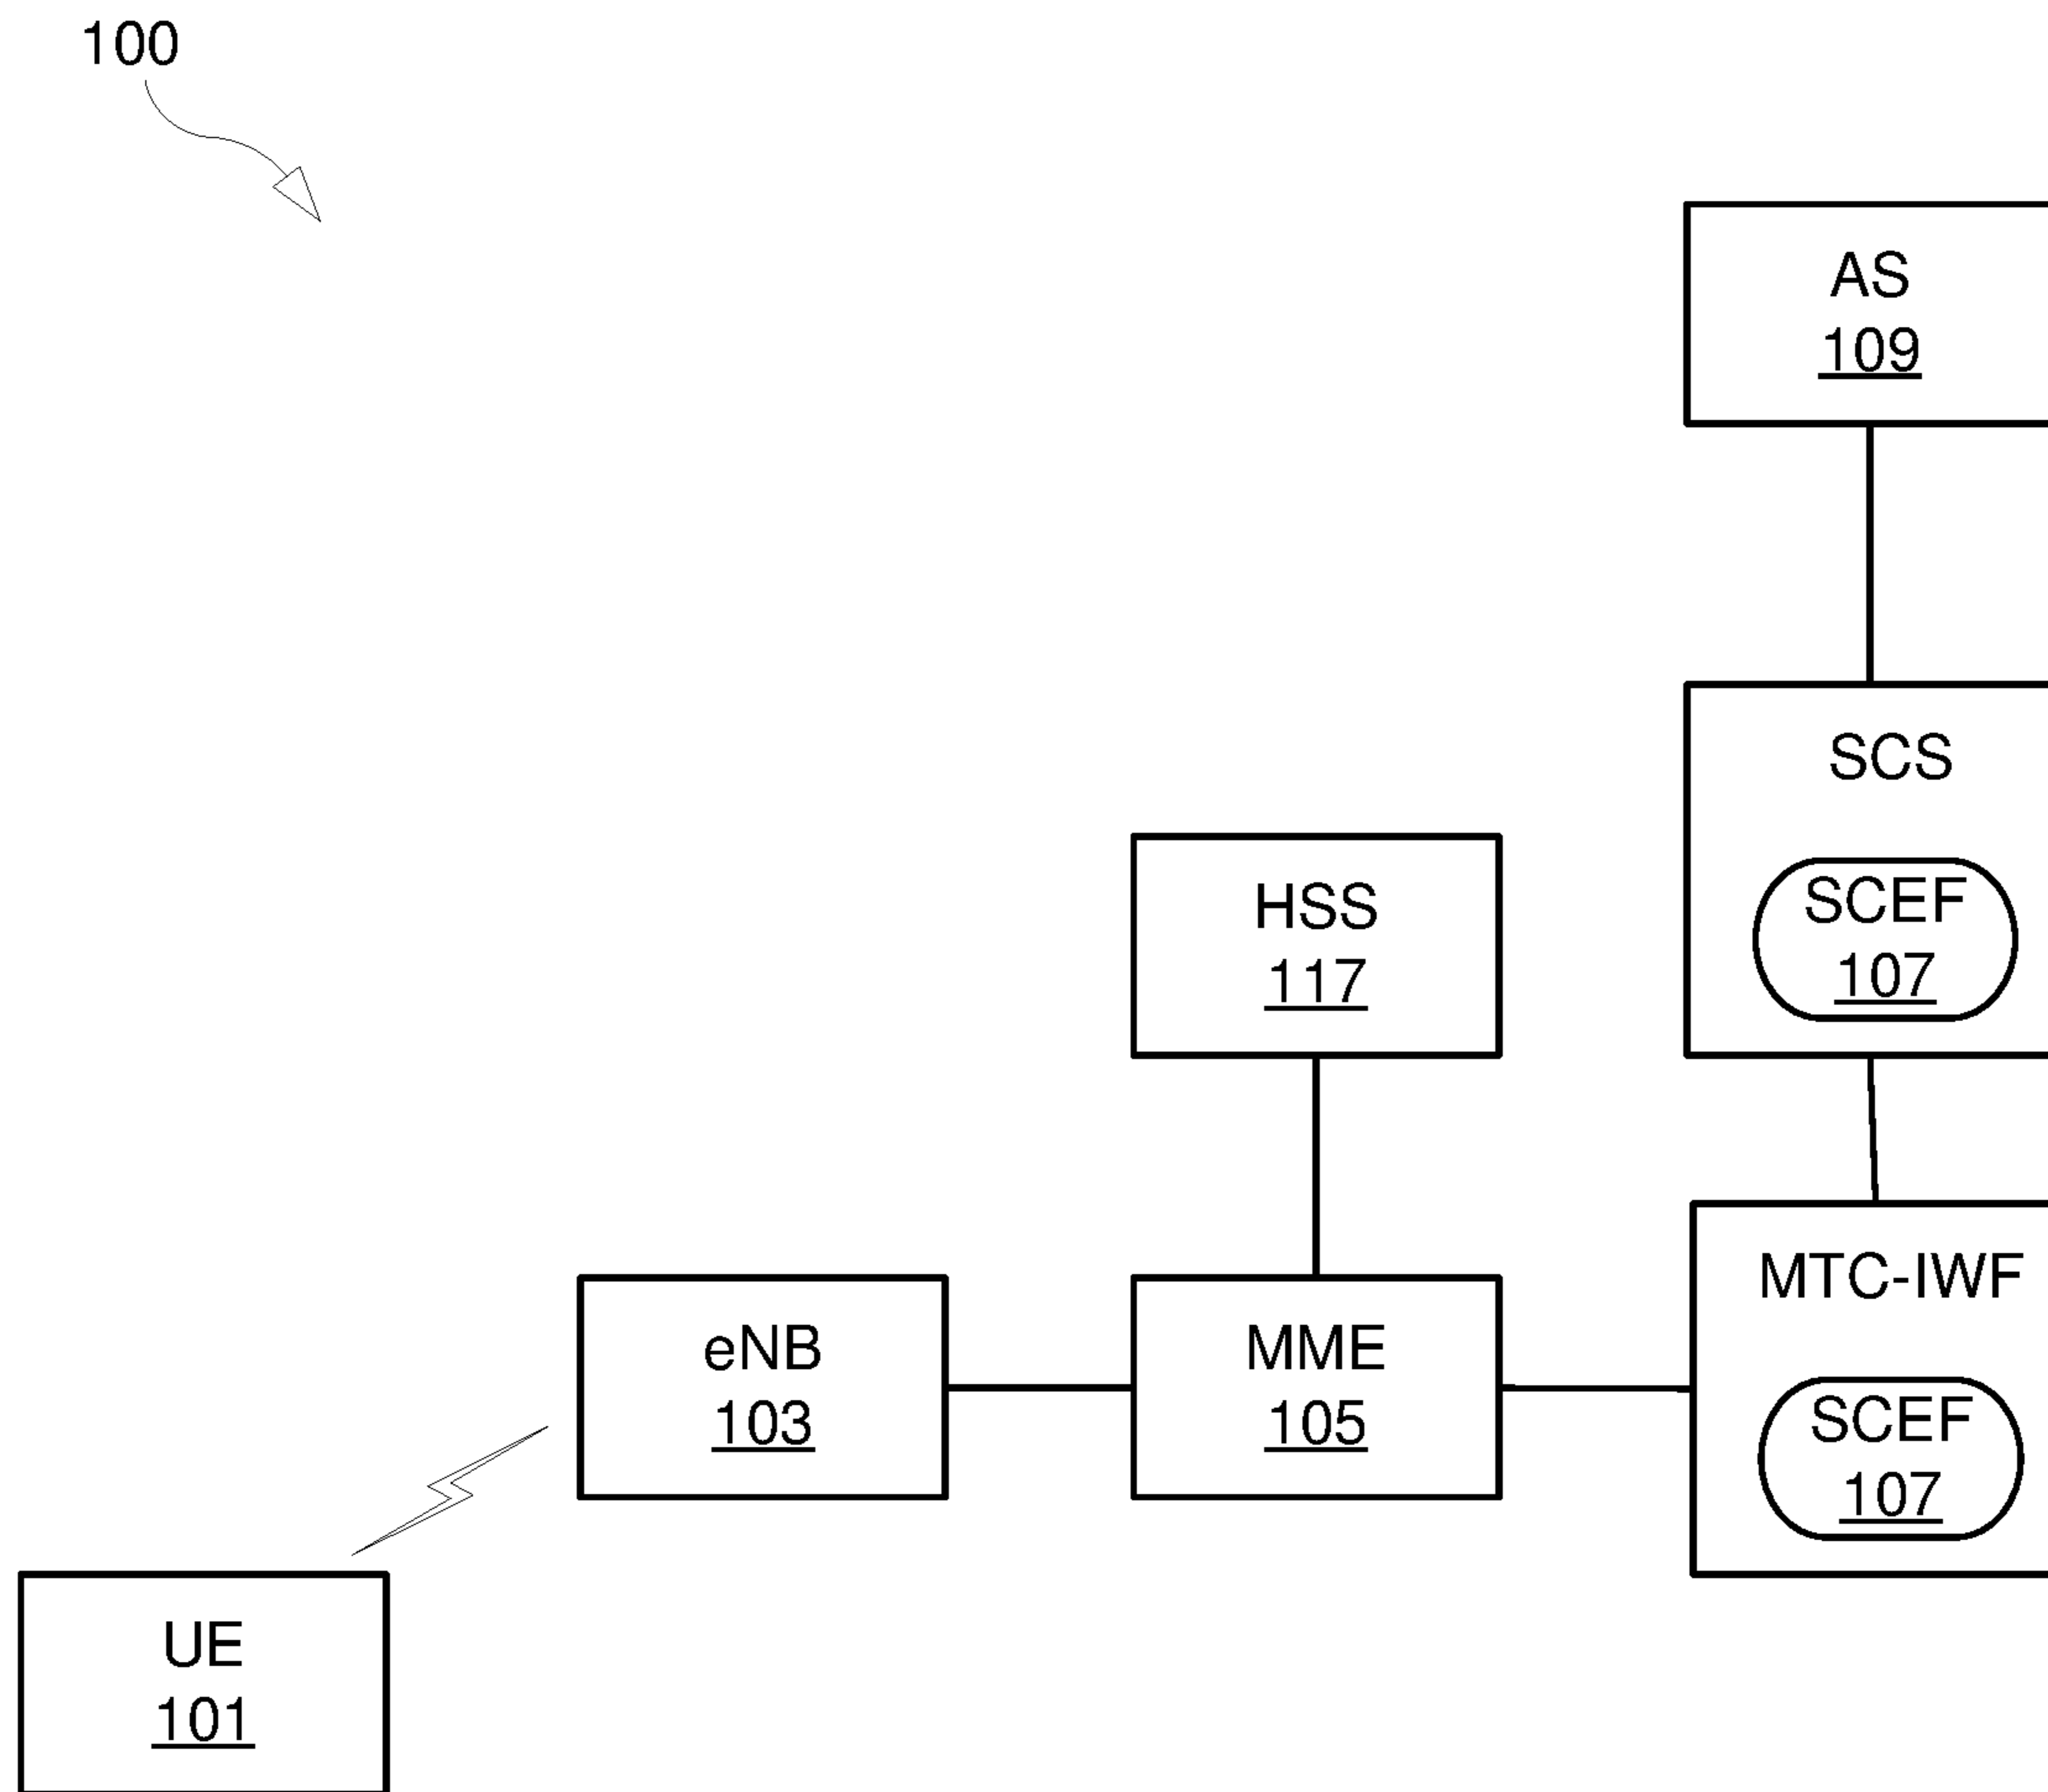 100
AS
109
SCS
SCEF
107
HSS
117
MTC-IWF
SCEF
107
eNB
103
MME
105
UE
101